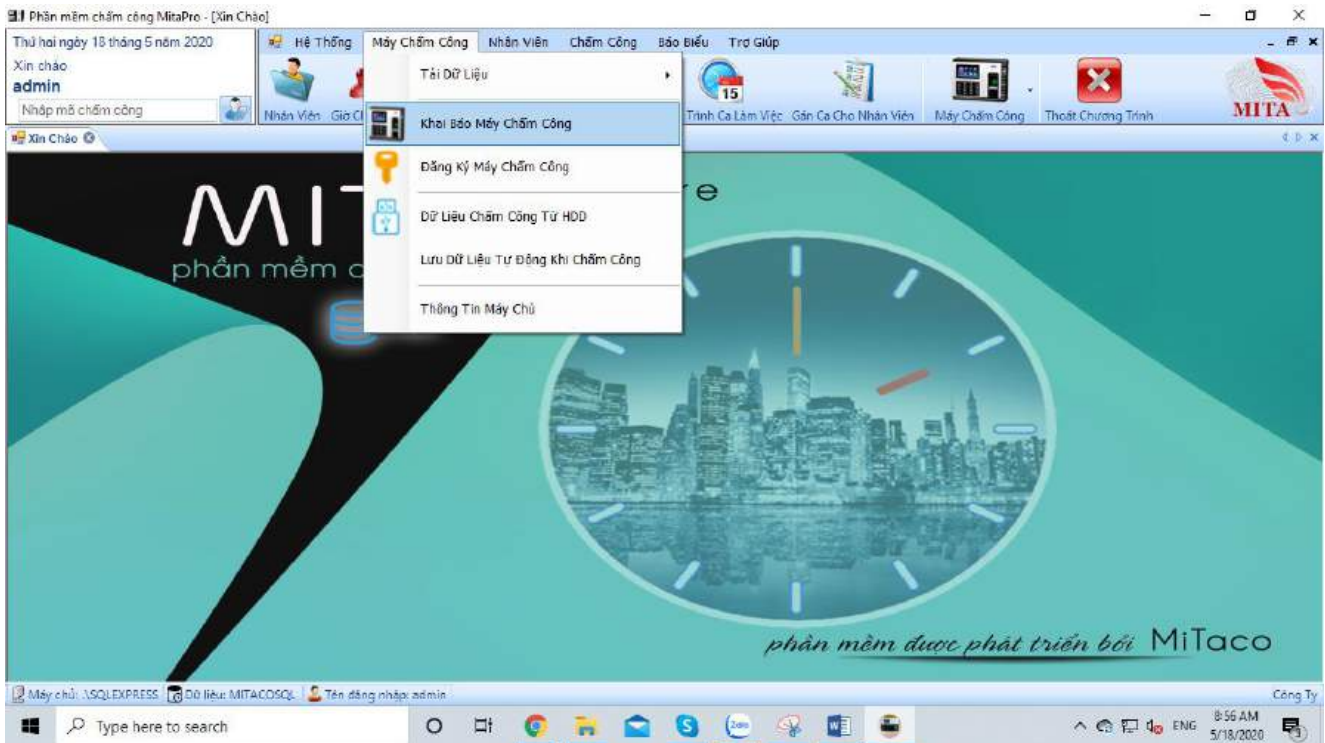 Phần mềm chấm công MitaPro - [Xin Chào]
Thứ hai ngày 18 tháng 5 năm 2020
Hệ Thống Máy Chấm Công Nhân Viên Chấm Công Báo Biểu Trợ Giúp
Xin chào
admin
Nhập mã chấm công
Nhân Viên Giờ C
Trình Ca Làm Việc Gán Ca Cho Nhân Viên Máy Chấm Công Thoát Chương Trình
15
MITA
Xin Chào
Tải Dữ Liệu
Khai Báo Máy Chấm Công
Đăng Ký Máy Chấm Công
Dữ Liệu Chấm Công Từ HDD
Lưu Dữ Liệu Tự Động Khi Chấm Công
Thông Tin Máy Chủ
MIT
re
phần mềm c
phần mềm được phát triển bởi MiTaco
Máy chủ: .\SQLEXPRESS Dữ liệu: MITACOSQL Tên đăng nhập: admin
Công Ty
Type here to search
Zalo
ENG
8:56 AM
5/18/2020